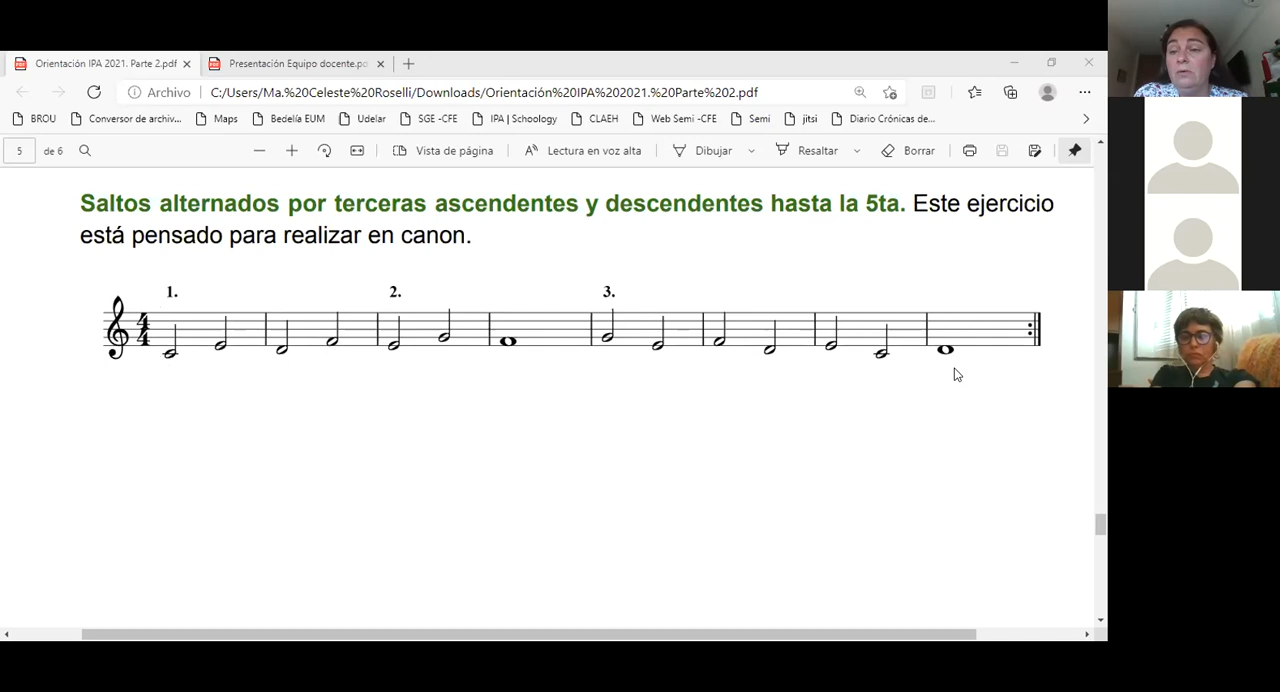 Orientación IPA 2021. Parte 2.pdf
Presentación Equipo docente.pd
Archivo
C:/Users/Ma.%20Celeste%20Roselli/Downloads/Orientación%20IPA%202021.%20Parte%202.pdf
BROU
Conversor de archiv...
Maps
Bedelía EUM
Udelar
SGE -CFE
IPA | Schoology
CLAEH
Web Semi -CFE
Semi
jitsi
Diario Crónicas de...
5 de 6
Vista de página
Lectura en voz alta
Dibujar
Resaltar
Borrar
Saltos alternados por terceras ascendentes y descendentes hasta la 5ta. Este ejercicio
está pensado para realizar en canon.
1. 2. 3.
4
4